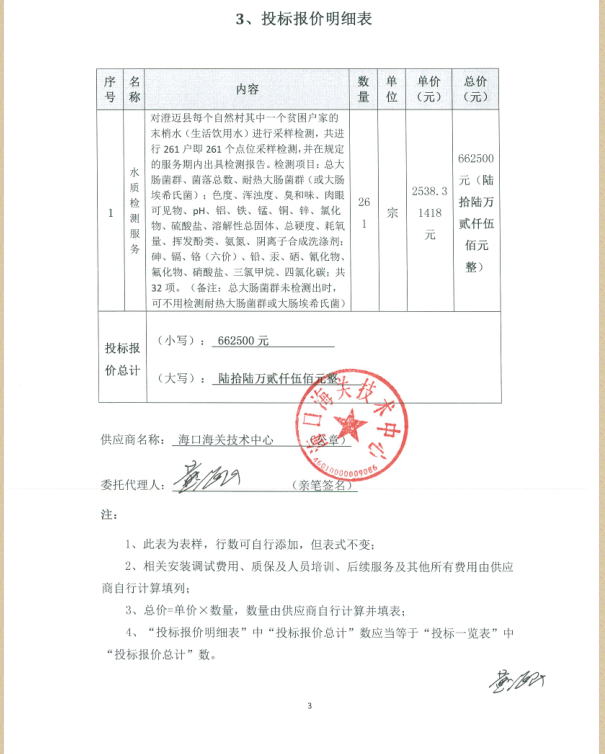 3、投标报价明细表
序号
名称
内容
数量
单位
单价（元）
总价（元）
1
水质检测服务
对澄迈县每个自然村其中一个贫困户家的
末梢水（生活饮用水）进行采样检测，共进
行 261 户即 261 个点位采样检测,并在规定
的服务期内出具检测报告。检测项目：总大
肠菌群、菌落总数、耐热大肠菌群（或大肠
埃希氏菌）；色度、浑浊度、臭和味、肉眼
可见物、pH、铝、铁、锰、铜、锌、氯化
物、硫酸盐、溶解性总固体、总硬度、耗氧
量、挥发酚类、氨氮、阴离子合成洗涤剂；
砷、镉、铬（六价）、铅、汞、硒、氰化物、
氟化物、硝酸盐、三氯甲烷、四氯化碳；共
32 项。（备注：总大肠菌群未检测出时，
可不用检测耐热大肠菌群或大肠埃希氏菌）
26
1
宗
2538.3
1418
元
662500
元（陆
拾陆万
贰仟伍
佰元
整）
投标报
价总计
（小写）： 662500 元
（大写）： 陆拾陆万贰仟伍佰元整
供应商名称： 海口海关技术中心 （公章）
海口海关技术中心
46010000009086
委托代理人： （亲笔签名）
注：
1、此表为表样，行数可自行添加，但表式不变；
2、相关安装调试费用、质保及人员培训、后续服务及其他所有费用由供应
商自行计算填列；
3、总价=单价×数量，数量由供应商自行计算并填表；
4、“投标报价明细表”中“投标报价总计”数应当等于“投标一览表”中
“投标报价总计”数。
3